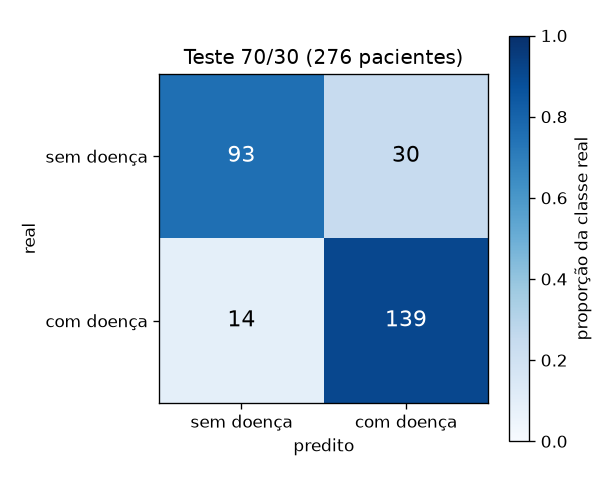 Teste 70/30 (276 pacientes)
real
sem doença
com doença
93
30
14
139
sem doença
com doença
predito
1.0
0.8
0.6
0.4
0.2
0.0
proporção da classe real